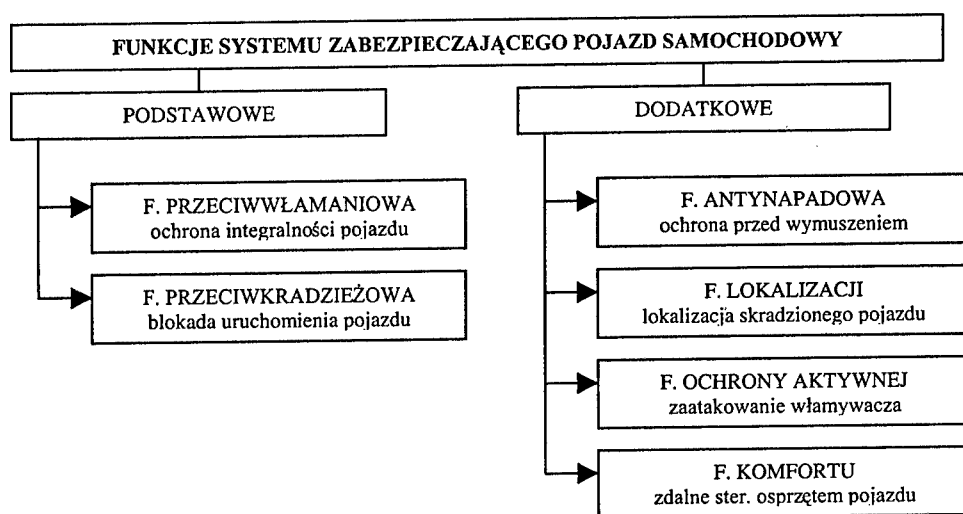 FUNKCJE SYSTEMU ZABEZPIECZAJĄCEGO POJAZD SAMOCHODOWY
PODSTAWOWE
F. PRZECIWWŁAMANIOWA
ochrona integralności pojazdu
F. PRZECIWKRADZIEŻOWA
blokada uruchomienia pojazdu
DODATKOWE
F. ANTYNAPADOWA
ochrona przed wymuszeniem
F. LOKALIZACJI
lokalizacja skradzionego pojazdu
F. OCHRONY AKTYWNEJ
zaatakowanie włamywacza
F. KOMFORTU
zdalne ster. osprzętem pojazdu